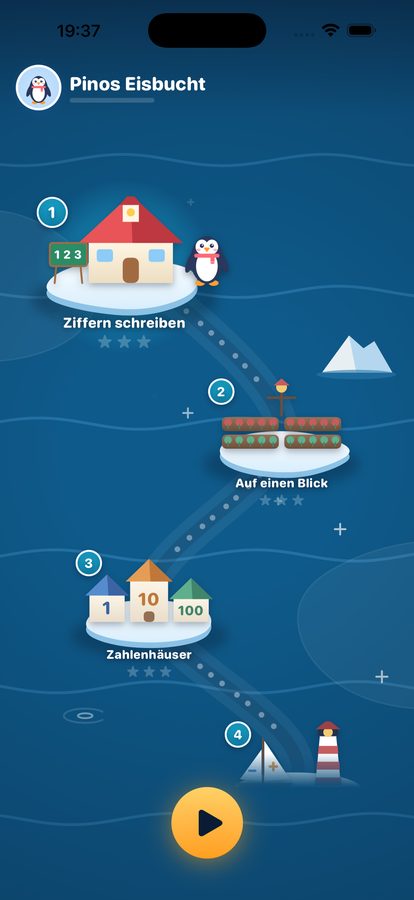 19:37
Pinos Eisbucht
1
1 2 3
Ziffern schreiben
2
Auf einen Blick
3
1
10
100
Zahlenhäuser
4